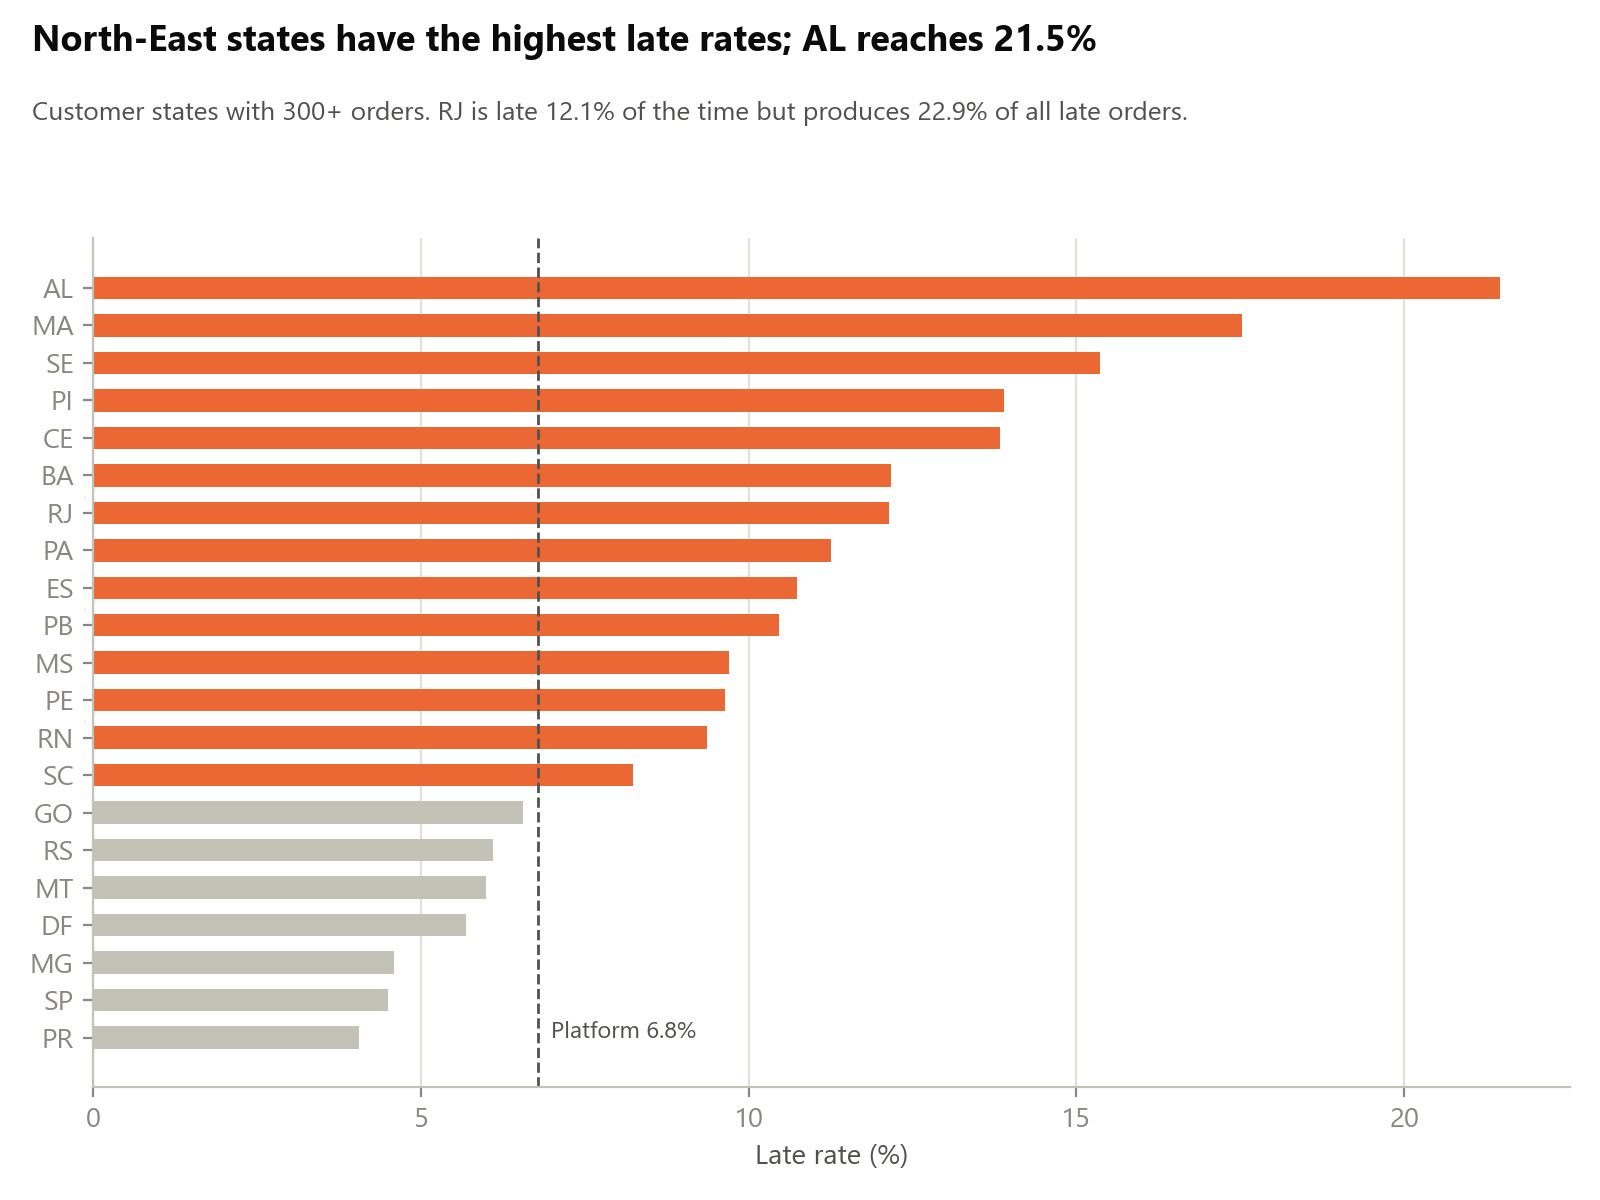 North-East states have the highest late rates; AL reaches 21.5%
Customer states with 300+ orders. RJ is late 12.1% of the time but produces 22.9% of all late orders.
AL
MA
SE
PI
CE
BA
RJ
PA
ES
PB
MS
PE
RN
SC
GO
RS
MT
DF
MG
SP
PR
Platform 6.8%
0 5 10 15 20
Late rate (%)